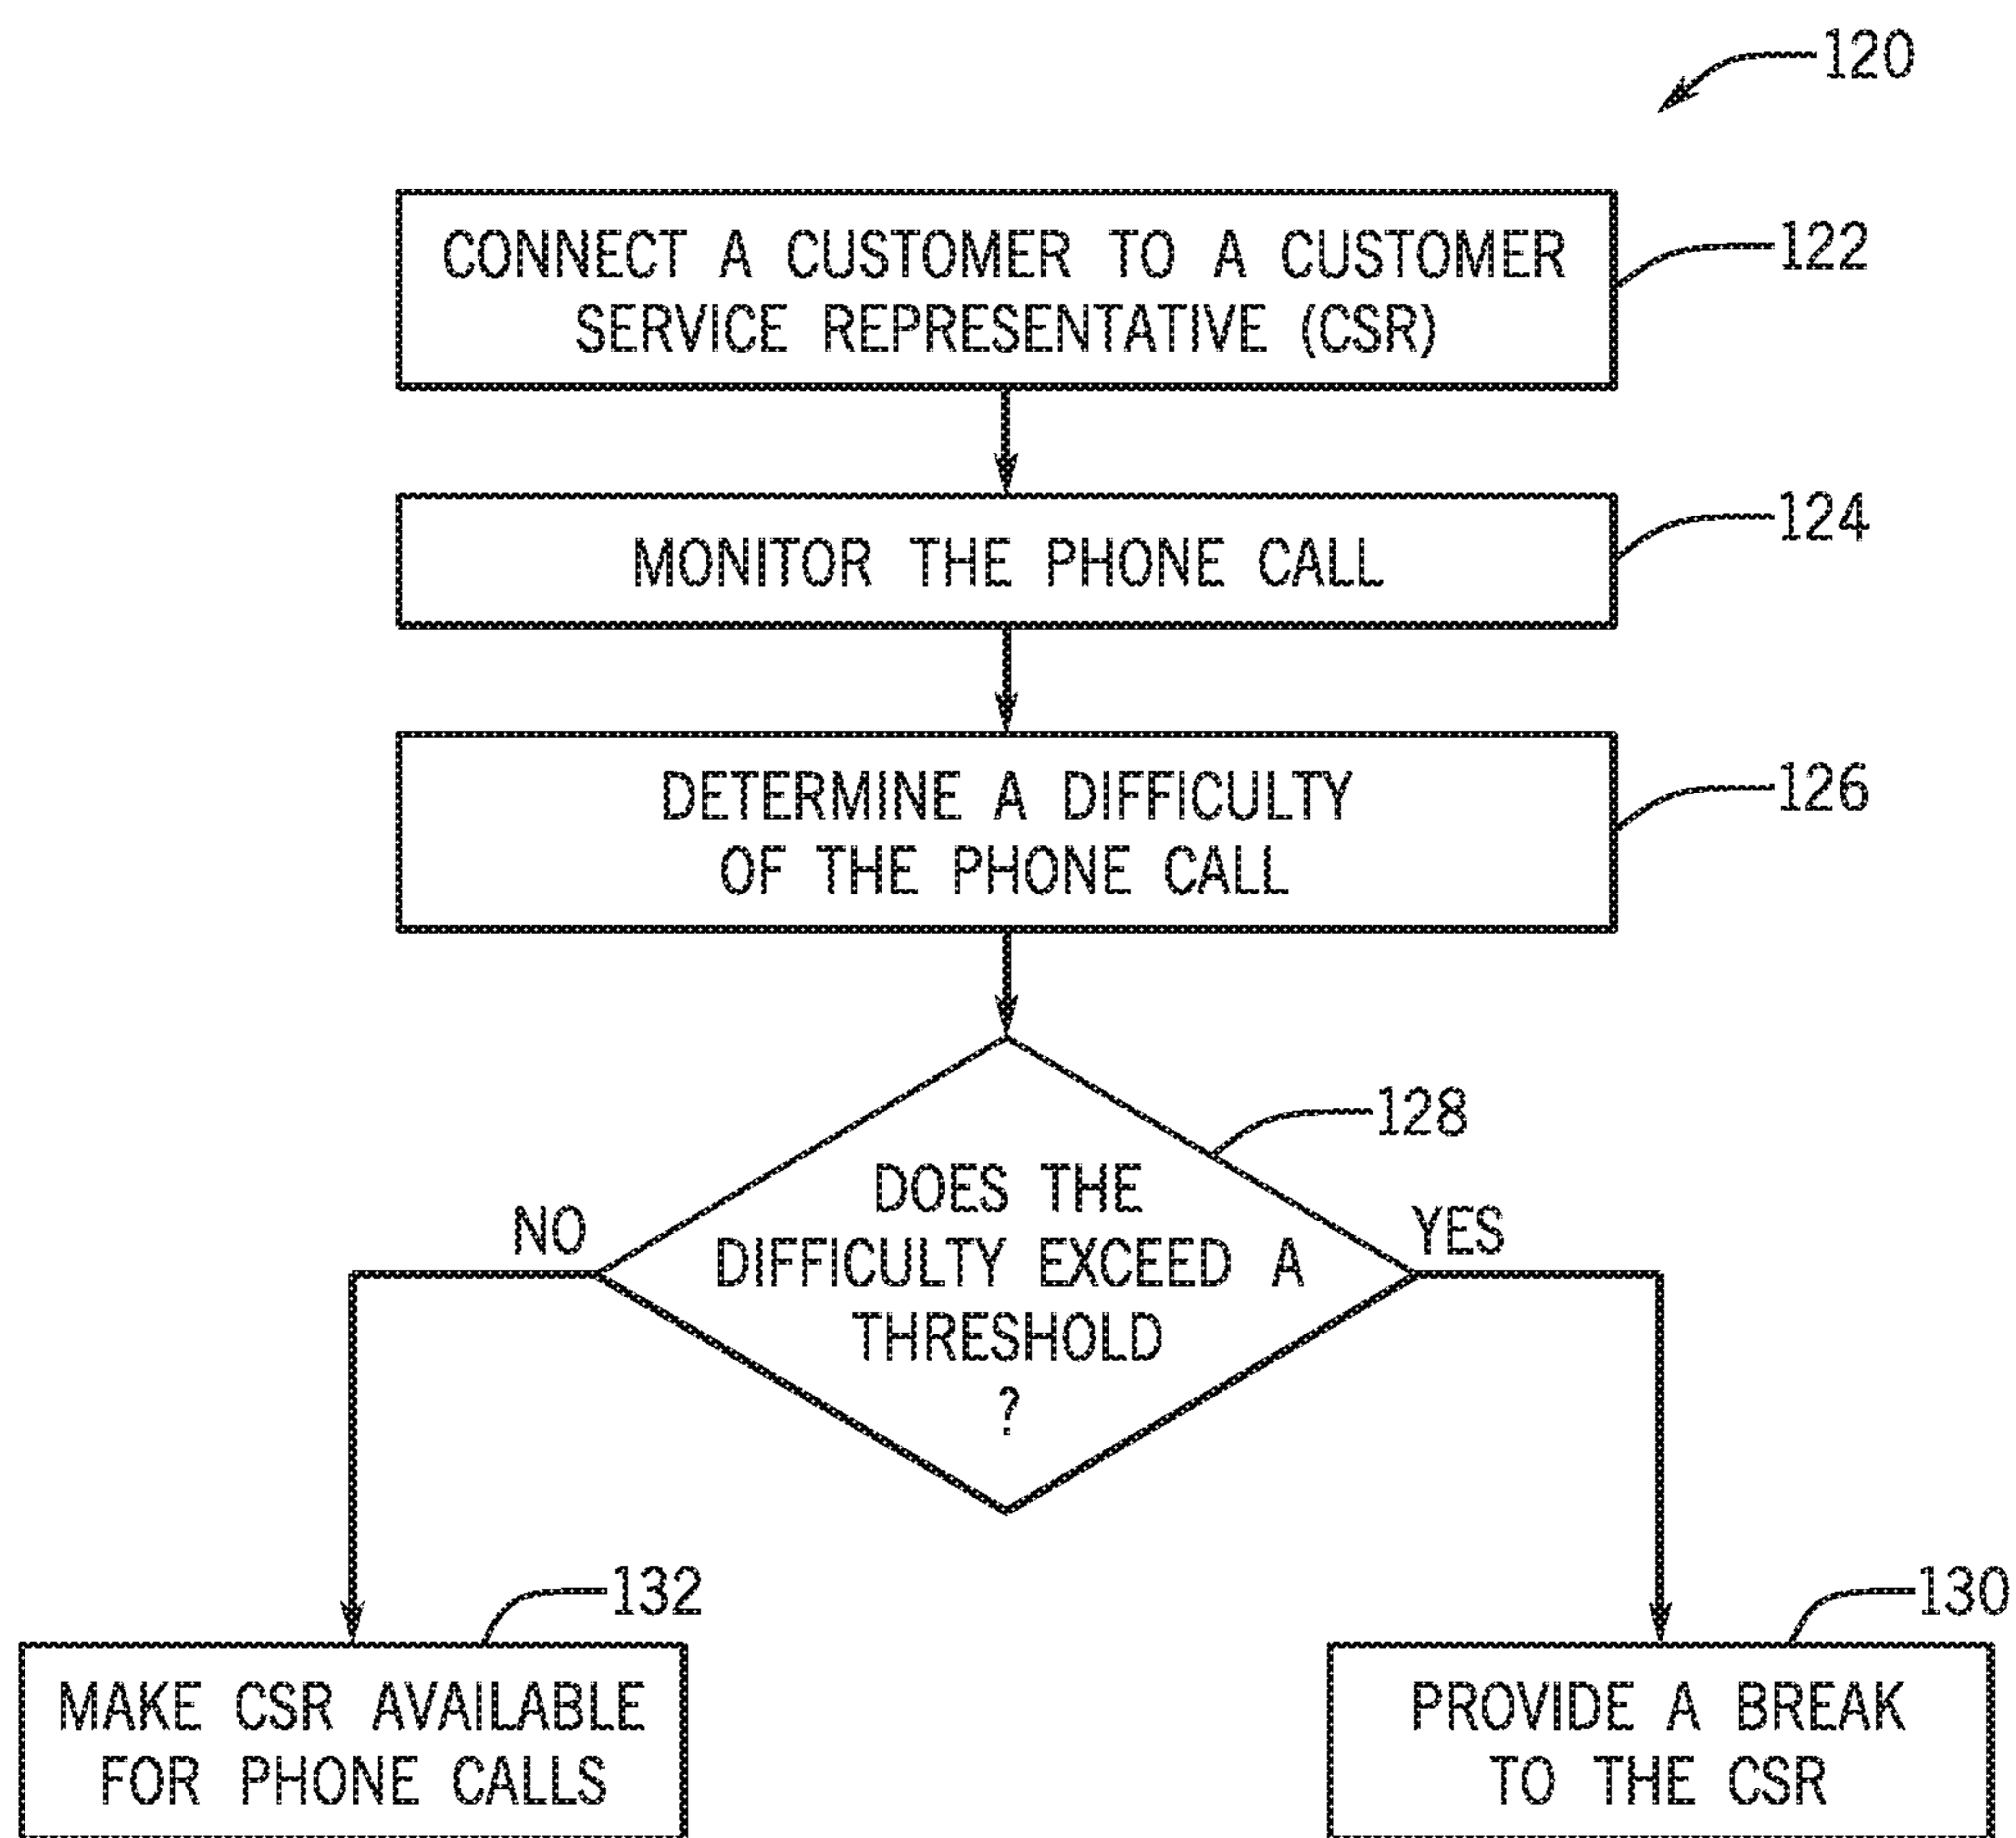 120
CONNECT A CUSTOMER TO A CUSTOMER
SERVICE REPRESENTATIVE (CSR)
122
MONITOR THE PHONE CALL
124
DETERMINE A DIFFICULTY
OF THE PHONE CALL
126
128
DOES THE
DIFFICULTY EXCEED A
THRESHOLD
?
NO
YES
132
MAKE CSR AVAILABLE
FOR PHONE CALLS
130
PROVIDE A BREAK
TO THE CSR